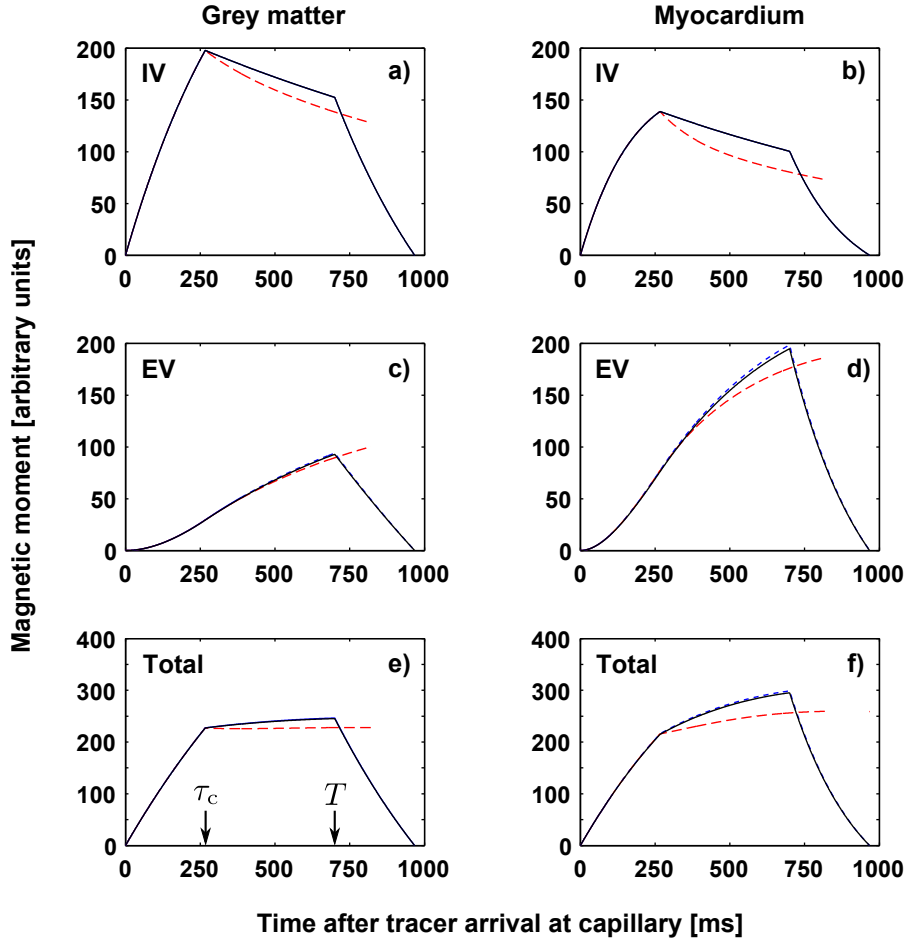 Grey matter
Myocardium
200
150
100
50
0
IV
a)
0 250 500 750 1000
200
150
100
50
0
IV
b)
0 250 500 750 1000
200
150
100
50
0
EV
c)
0 250 500 750 1000
200
150
100
50
0
EV
d)
0 250 500 750 1000
400
300
200
100
0
Total
e)
τc
T
0 250 500 750 1000
400
300
200
100
0
Total
f)
0 250 500 750 1000
Magnetic moment [arbitrary units]
Time after tracer arrival at capillary [ms]